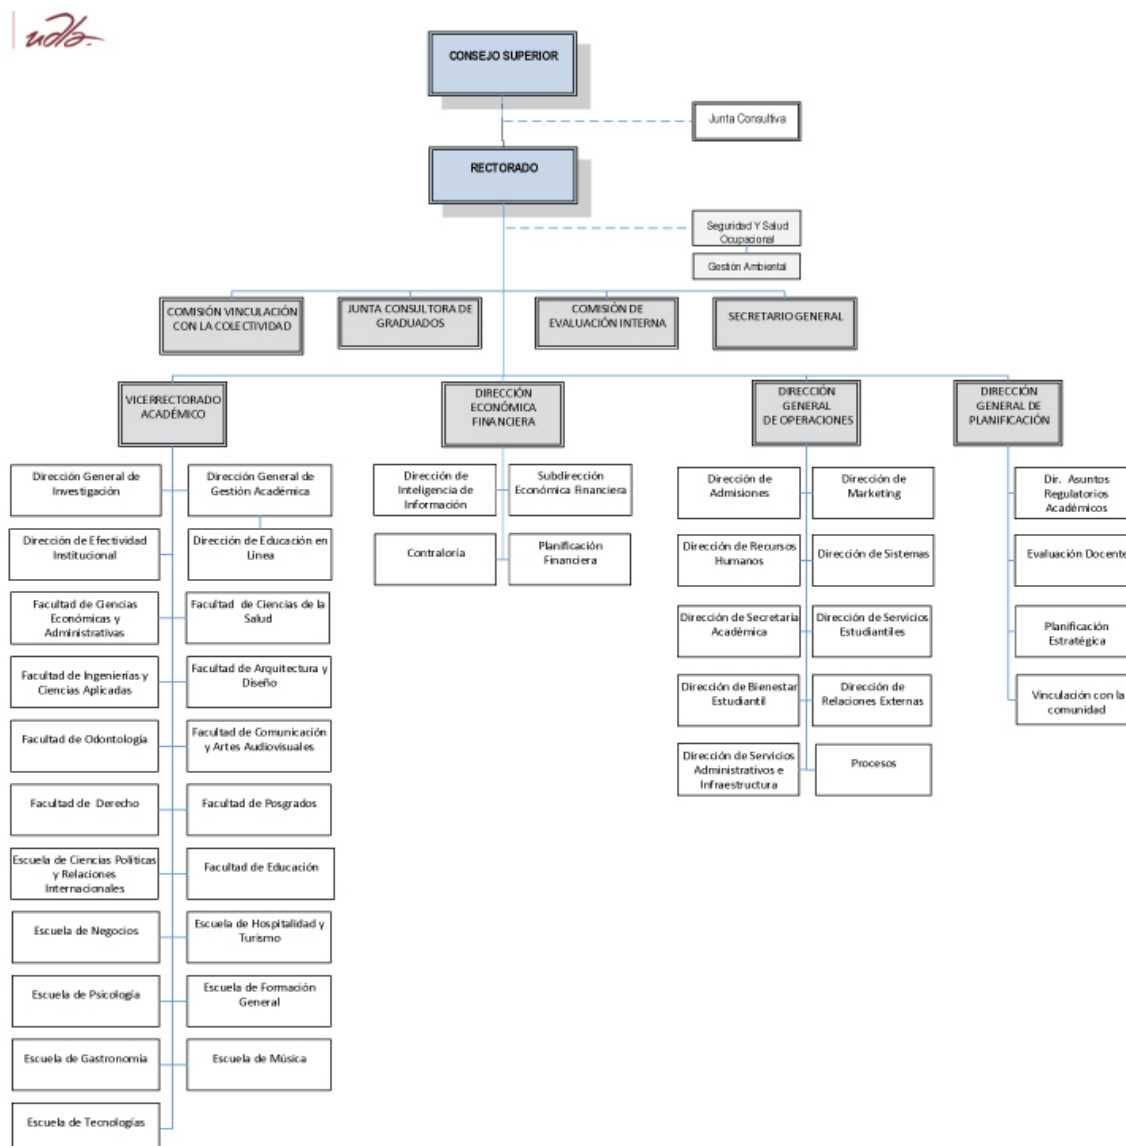 udla
CONSEJO SUPERIOR
Junta Consultiva
RECTORADO
Seguridad Y Salud
Ocupacional
Gestión Ambiental
COMISIÓN VINCULACIÓN
CON LA COLECTIVIDAD
JUNTA CONSULTORA DE
GRADUADOS
COMISIÓN DE
EVALUACIÓN INTERNA
SECRETARIO GENERAL
VICERRECTORADO
ACADÉMICO
DIRECCIÓN
ECONÓMICA
FINANCIERA
DIRECCIÓN
GENERAL
DE OPERACIONES
DIRECCIÓN
GENERAL DE
PLANIFICACIÓN
Dirección General de
Investigación
Dirección General de
Gestión Académica
Dirección de Efectividad
Institucional
Dirección de Educación en
Linea
Facultad de Ciencias
Económicas y
Administrativas
Facultad de Ciencias de la
Salud
Facultad de Ingenierías y
Ciencias Aplicadas
Facultad de Arquitectura y
Diseño
Facultad de Odontología
Facultad de Comunicación
y Artes Audiovisuales
Facultad de Derecho
Facultad de Posgrados
Escuela de Ciencias Políticas
y Relaciones
Internacionales
Facultad de Educación
Escuela de Negocios
Escuela de Hospitalidad y
Turismo
Escuela de Psicología
Escuela de Formación
General
Escuela de Gastronomía
Escuela de Música
Escuela de Tecnologías
Dirección de
Inteligencia de
Información
Subdirección
Económica Financiera
Contraloría
Planificación
Financiera
Dirección de
Admisiones
Dirección de
Marketing
Dirección de Recursos
Humanos
Dirección de Sistemas
Dirección de Secretaría
Académica
Dirección de Servicios
Estudiantiles
Dirección de Bienestar
Estudiantil
Dirección de
Relaciones Externas
Dirección de Servicios
Administrativos e
Infraestructura
Procesos
Dir. Asuntos
Regulatorios
Académicos
Evaluación Docente
Planificación
Estratégica
Vinculación con la
comunidad